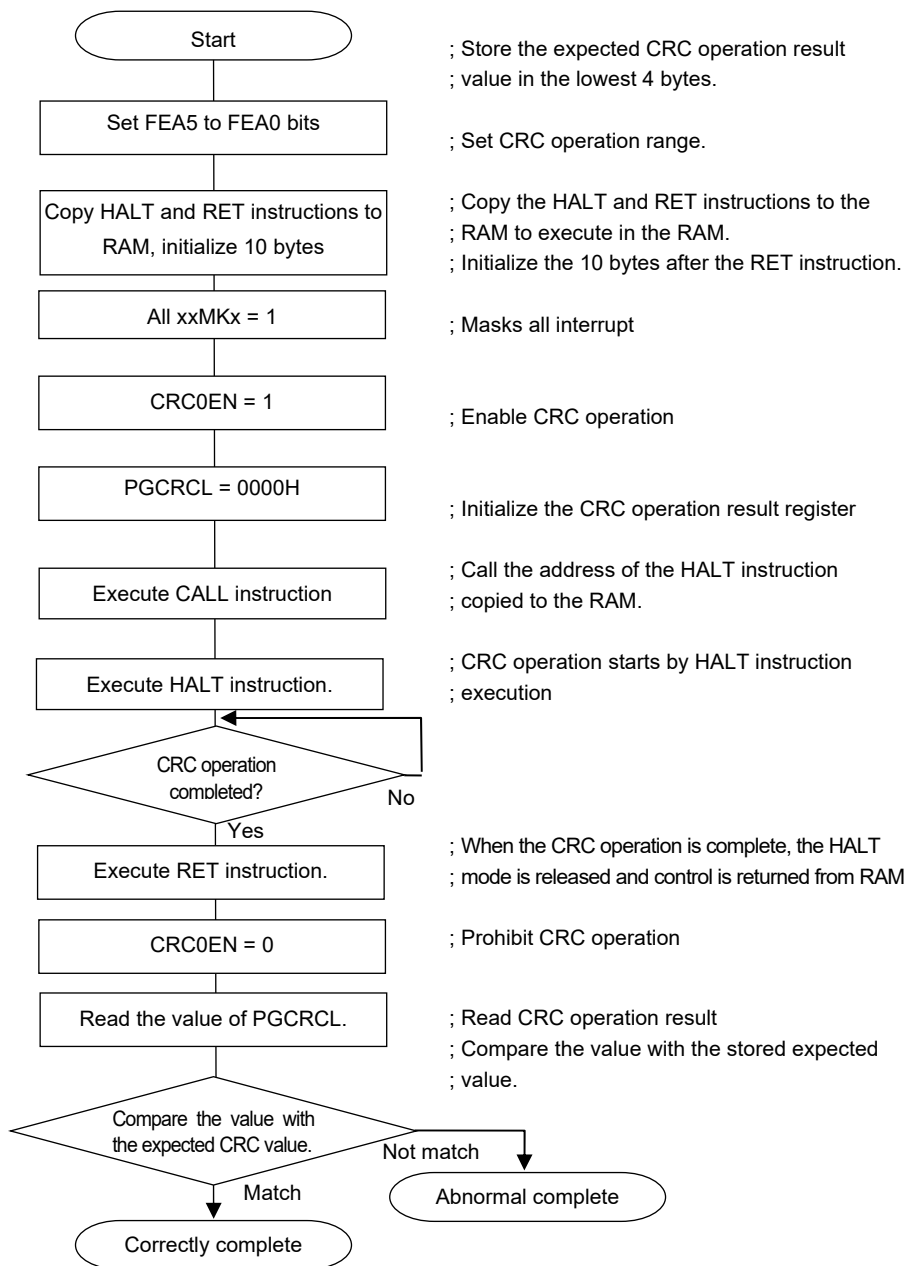 Start
; Store the expected CRC operation result
; value in the lowest 4 bytes.
Set FEA5 to FEA0 bits
; Set CRC operation range.
Copy HALT and RET instructions to
RAM, initialize 10 bytes
; Copy the HALT and RET instructions to the
; RAM to execute in the RAM.
; Initialize the 10 bytes after the RET instruction.
All xxMKx = 1
; Masks all interrupt
CRC0EN = 1
; Enable CRC operation
PGCRCL = 0000H
; Initialize the CRC operation result register
Execute CALL instruction
; Call the address of the HALT instruction
; copied to the RAM.
Execute HALT instruction.
; CRC operation starts by HALT instruction
; execution
CRC operation
completed?
No
Yes
Execute RET instruction.
; When the CRC operation is complete, the HALT
; mode is released and control is returned from RAM
CRC0EN = 0
; Prohibit CRC operation
Read the value of PGCRCL.
; Read CRC operation result
; Compare the value with the stored expected
; value.
Compare the value with
the expected CRC value.
Not match
Match
Abnormal complete
Correctly complete